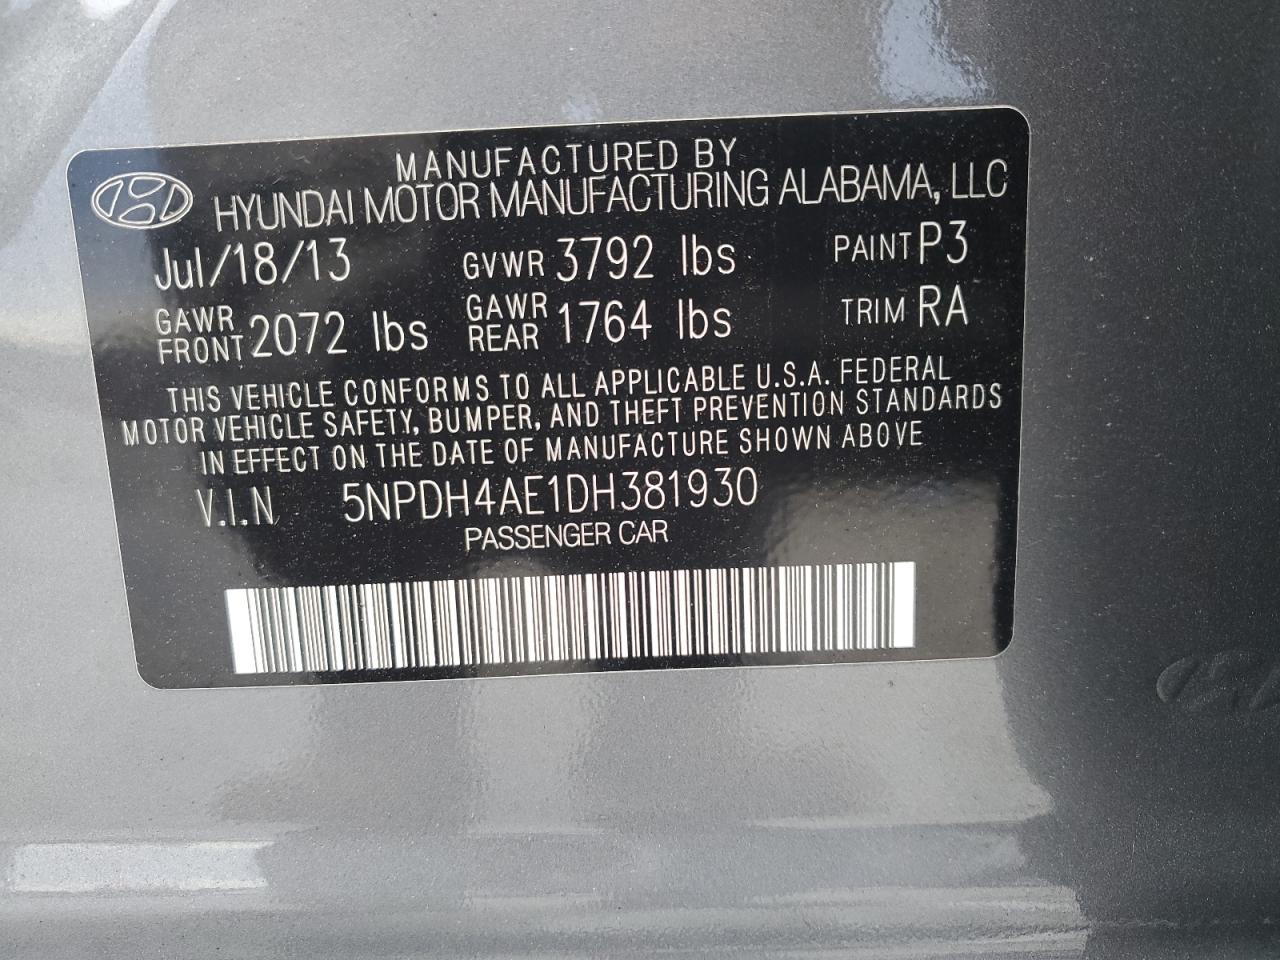 MANUFACTURED BY
HYUNDAI MOTOR MANUFACTURING ALABAMA, LLC
Jul/18/13 GVWR 3792 lbs PAINT P3
GAWR FRONT 2072 lbs GAWR REAR 1764 lbs TRIM RA
THIS VEHICLE CONFORMS TO ALL APPLICABLE U.S.A. FEDERAL
MOTOR VEHICLE SAFETY, BUMPER, AND THEFT PREVENTION STANDARDS
IN EFFECT ON THE DATE OF MANUFACTURE SHOWN ABOVE
V.I.N 5NPDH4AE1DH381930
PASSENGER CAR